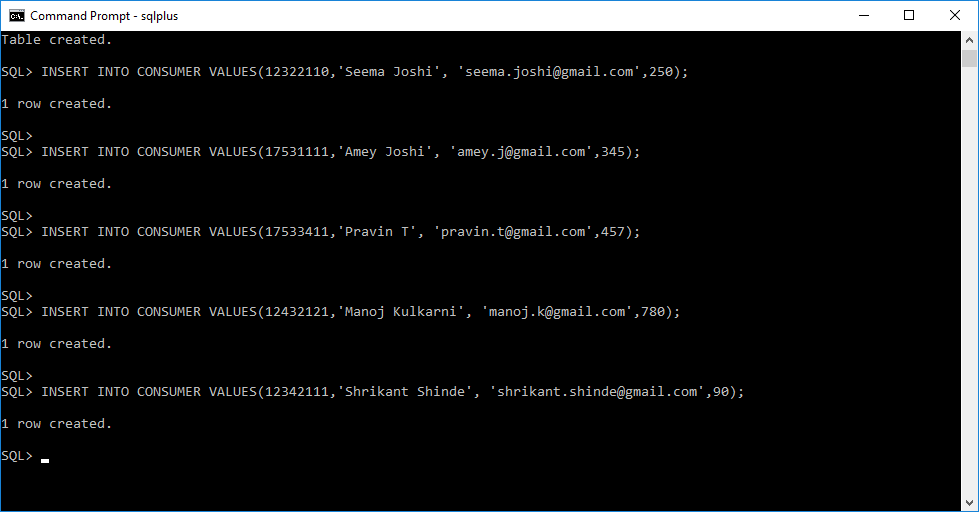 Command Prompt - sqlplus
Table created.
SQL> INSERT INTO CONSUMER VALUES(12322110,'Seema Joshi', 'seema.joshi@gmail.com',250);
1 row created.
SQL>
SQL> INSERT INTO CONSUMER VALUES(17531111,'Amey Joshi', 'amey.j@gmail.com',345);
1 row created.
SQL>
SQL> INSERT INTO CONSUMER VALUES(17533411,'Pravin T', 'pravin.t@gmail.com',457);
1 row created.
SQL>
SQL> INSERT INTO CONSUMER VALUES(12432121,'Manoj Kulkarni', 'manoj.k@gmail.com',780);
1 row created.
SQL>
SQL> INSERT INTO CONSUMER VALUES(12342111,'Shrikant Shinde', 'shrikant.shinde@gmail.com',90);
1 row created.
SQL>